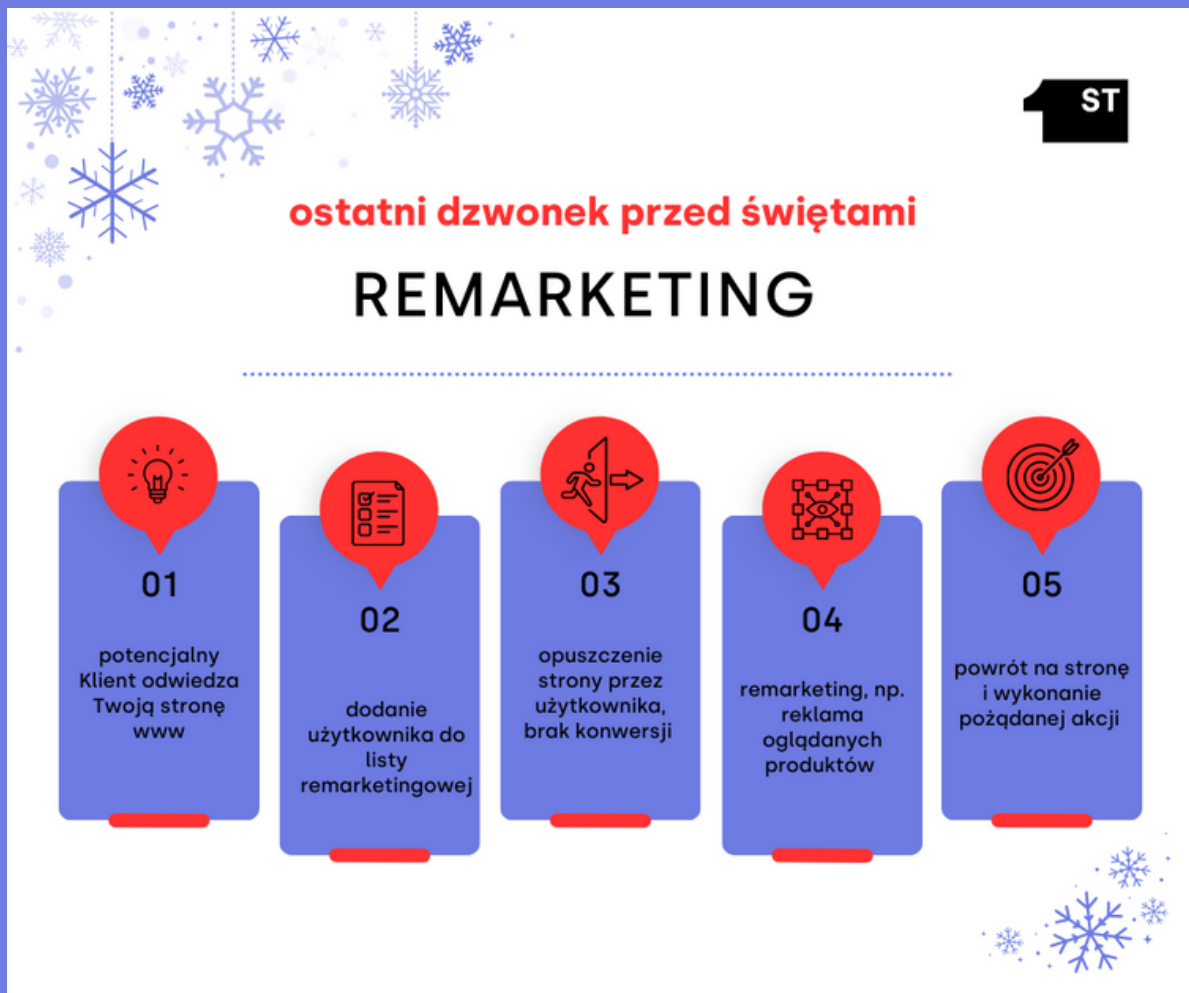 1ST
ostatni dzwonek przed świętami
REMARKETING
01
potencjalny
Klient odwiedza
Twoją stronę
www
02
dodanie
użytkownika do
listy
remarketingowej
03
opuszczenie
strony przez
użytkownika,
brak konwersji
04
remarketing, np.
reklama
oglądanych
produktów
05
powrót na stronę
i wykonanie
pożądanej akcji